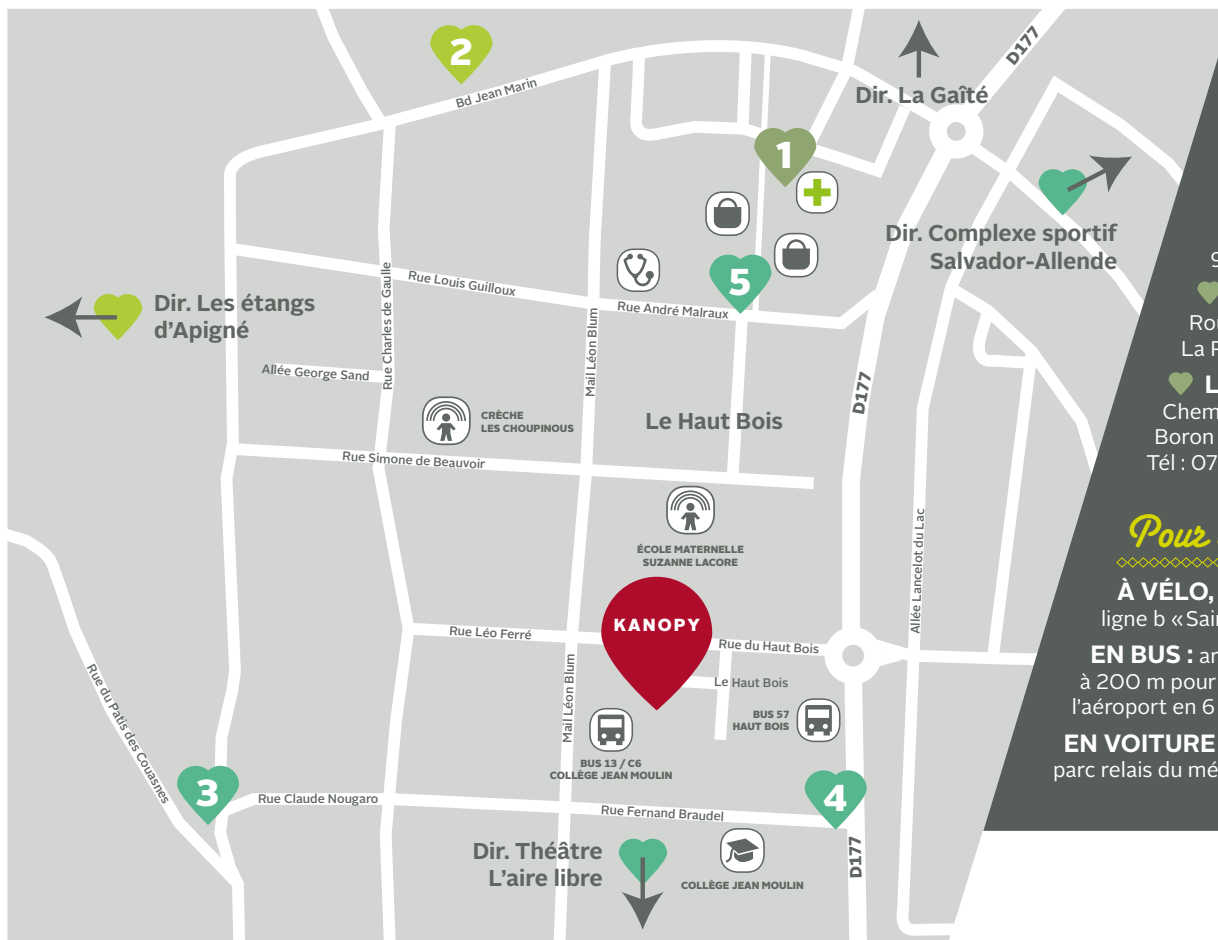 2
D177
Bd Jean Marin
Dir. La Gaîté
1
Dir. Complexe sportif
Salvador-Allende
5
Rue Louis Guilloux
Rue André Malraux
Dir. Les étangs
d'Apigné
Rue Charles de Gaulle
Mail Léon Blum
Allée George Sand
D177
CRÈCHE
LES CHOUPINOUS
Le Haut Bois
Rue Simone de Beauvoir
ÉCOLE MATERNELLE
SUZANNE LACORE
Allée Lancelot du Lac
KANOPY
Rue Léo Ferré
Rue du Haut Bois
Le Haut Bois
Mail Léon Blum
BUS 57
HAUT BOIS
BUS 13 / C6
COLLÈGE JEAN MOULIN
Rue du Patis des Couasnes
3
Rue Claude Nougaro
4
Rue Fernand Braudel
Dir. Théâtre
L'aire libre
COLLÈGE JEAN MOULIN
D177
9
Rou
La P
L
Chem
Boron
Tél : 07
Pour
À VÉLO,
ligne b «Sain
EN BUS : ar
à 200 m pour
l'aéroport en 6
EN VOITURE
parc relais du mé